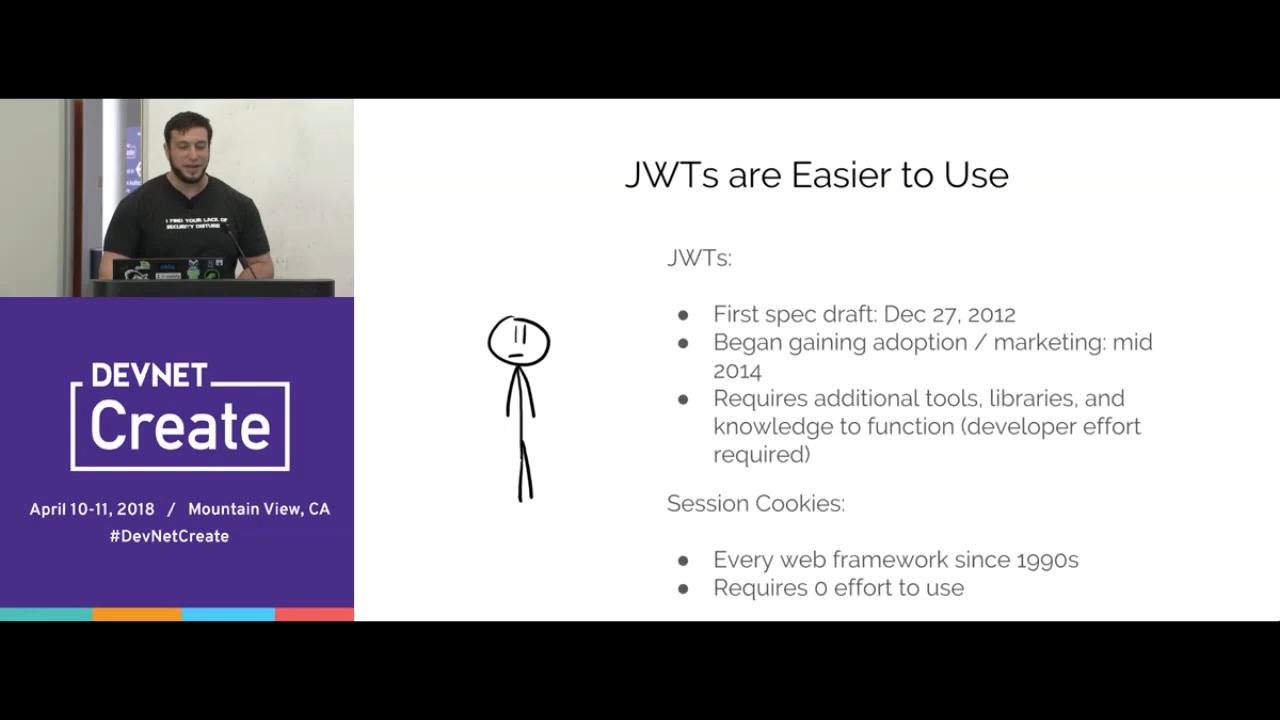 I FIND YOUR LACK OF
SECURITY DISTURB
DEVNET
Create
April 10-11, 2018 / Mountain View, CA
#DevNetCreate
JWTs are Easier to Use
JWTs:
● First spec draft: Dec 27, 2012
● Began gaining adoption / marketing: mid
2014
● Requires additional tools, libraries, and
knowledge to function (developer effort
required)
Session Cookies:
● Every web framework since 1990s
● Requires 0 effort to use